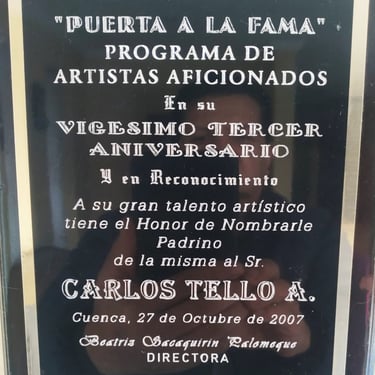 "PUERTA A LA FAMA"
PROGRAMA DE
ARTISTAS AFICIONADOS
En su
VIGESIMO TERCER
ANIVERSARIO
Y en Reconocimiento
A su gran talento artístico
tiene el Honor de Nombrarle
Padrino
de la misma al Sr.
CARLOS TELLO A.
Cuenca, 27 de Octubre de 2007
Beatriz Sacaquirin Palomeque
DIRECTORA